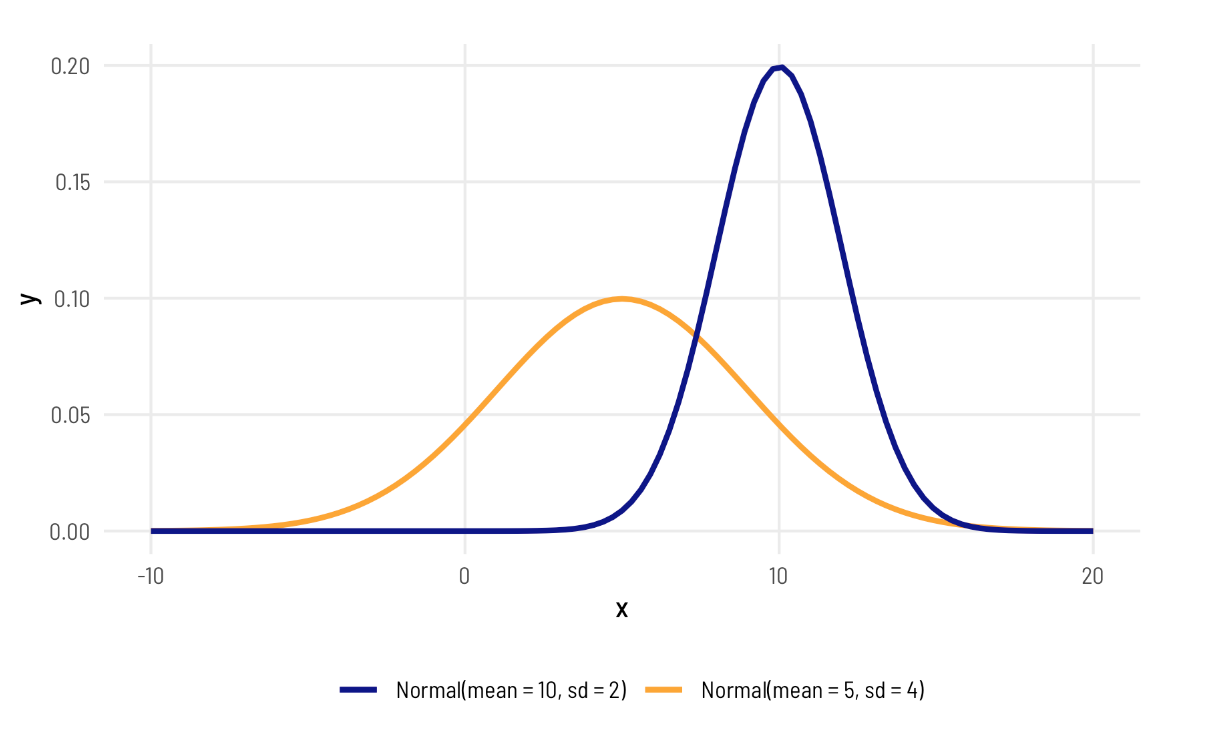 0.20
0.15
0.10
0.05
0.00
y
-10 0 10 20
x
Normal(mean = 10, sd = 2) Normal(mean = 5, sd = 4)